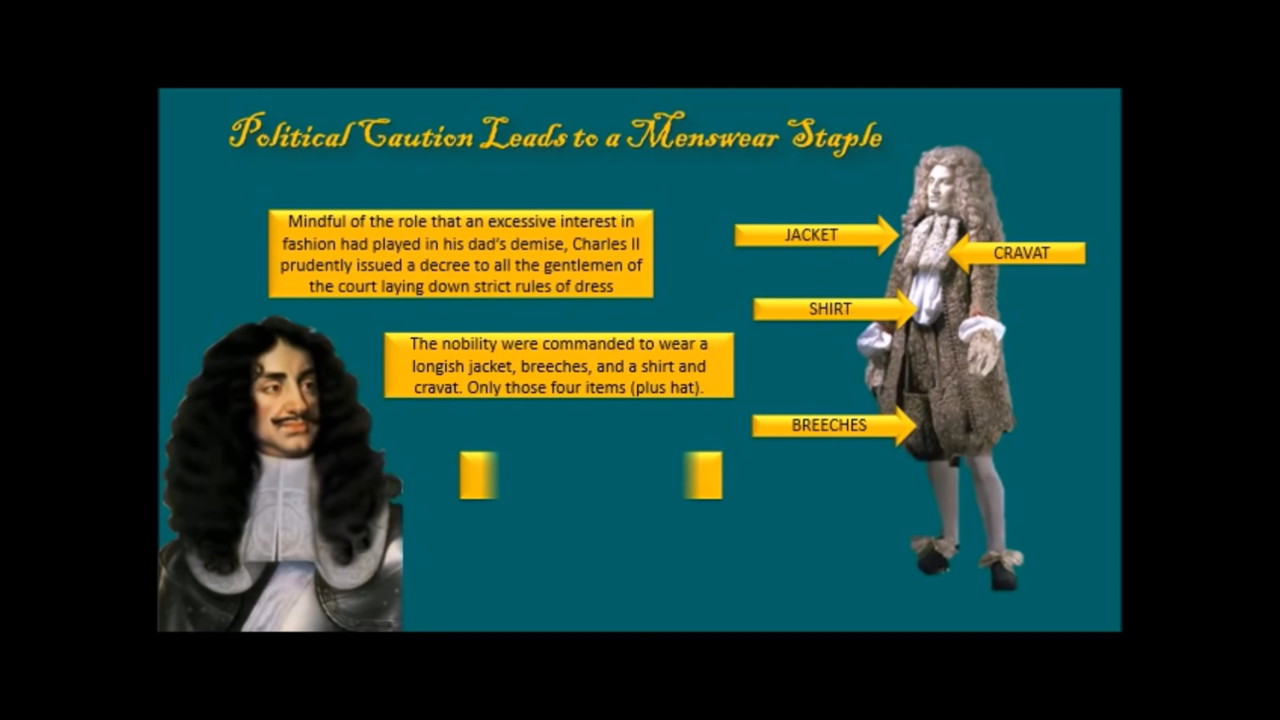 Political Caution Leads to a Menswear Staple
Mindful of the role that an excessive interest in
fashion had played in his dad's demise, Charles II
prudently issued a decree to all the gentlemen of
the court laying down strict rules of dress
The nobility were commanded to wear a
longish jacket, breeches, and a shirt and
cravat. Only those four items (plus hat).
JACKET
CRAVAT
SHIRT
BREECHES